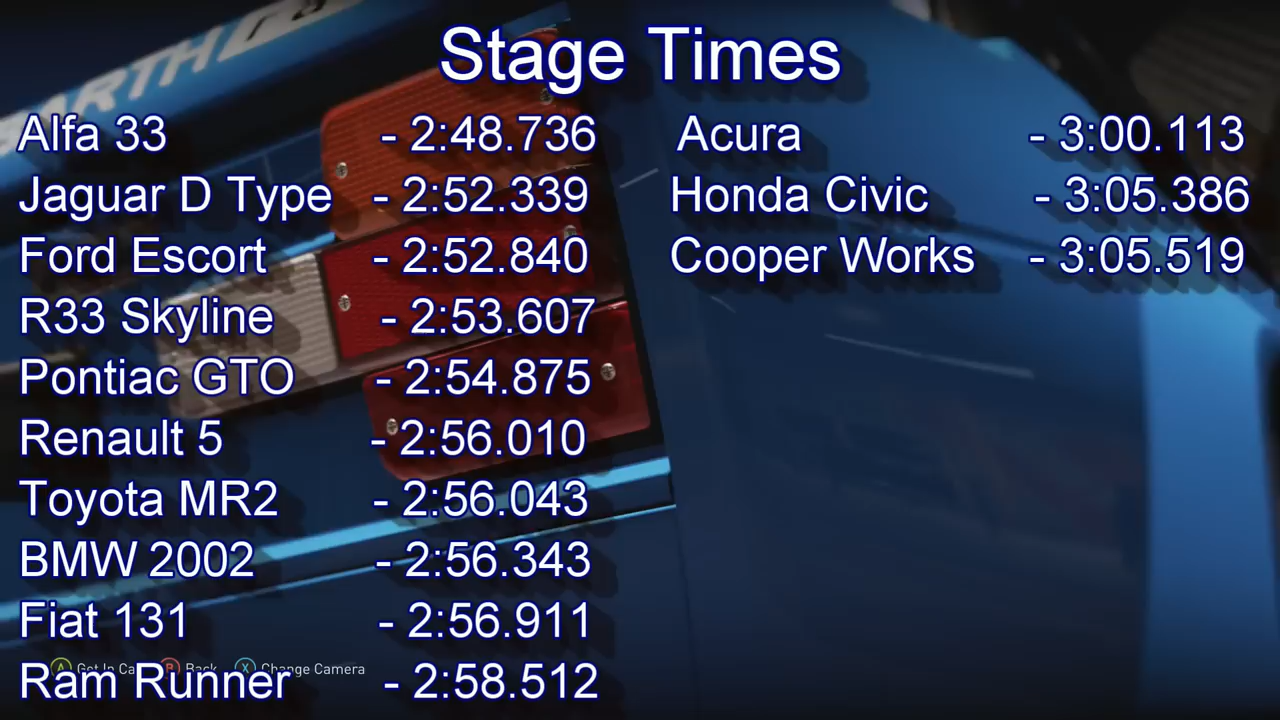 Stage Times
Alfa 33 - 2:48.736
Jaguar D Type - 2:52.339
Ford Escort - 2:52.840
R33 Skyline - 2:53.607
Pontiac GTO - 2:54.875
Renault 5 - 2:56.010
Toyota MR2 - 2:56.043
BMW 2002 - 2:56.343
Fiat 131 - 2:56.911
Ram Runner - 2:58.512
Acura - 3:00.113
Honda Civic - 3:05.386
Cooper Works - 3:05.519
A Get In B Back X Change Camera